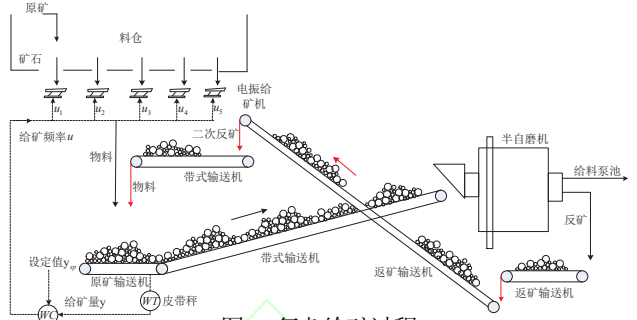 原矿
料仓
矿石
u1
u2
u3
u4
u5
电振给
矿机
给矿频率u
二次反矿
半自磨机
给料泵池
物料
带式输送机
物料
反矿
设定值ysp
带式输送机
返矿输送机
原矿输送机
返矿输送机
给矿量y
WT
皮带秤
WC